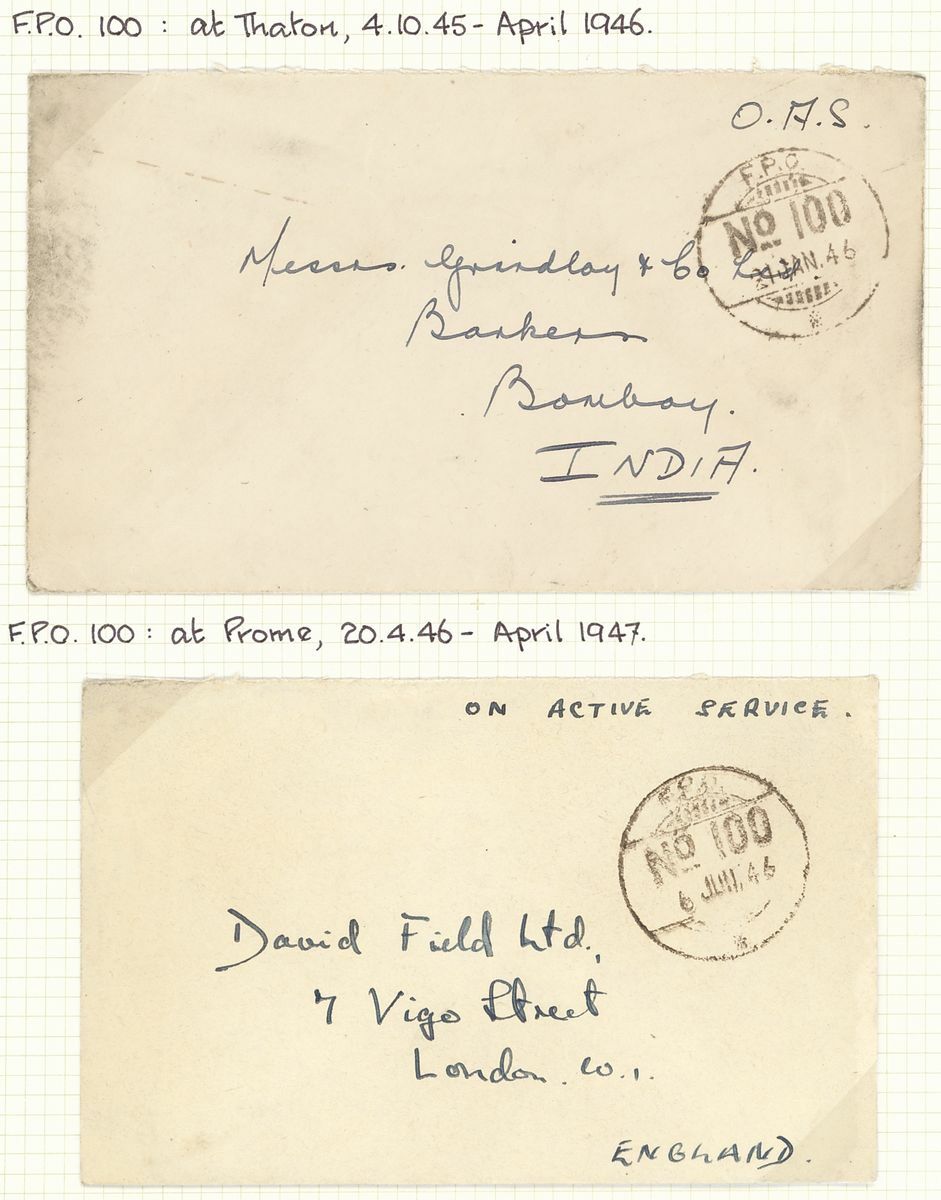 F.P.O. 100 : at Thaton, 4.10.45 - April 1946.
O.A.S.
F.P.O.
No 100
21 JAN. 46
Messrs. Grindlay & Co Ltd
Bankers
Bombay.
INDIA.
F.P.O. 100 : at Prome, 20.4.46 - April 1947.
ON ACTIVE SERVICE.
F.P.O.
No 100
6 46
David Field Ltd,
7 Vigo Street
London. W.1.
ENGLAND.